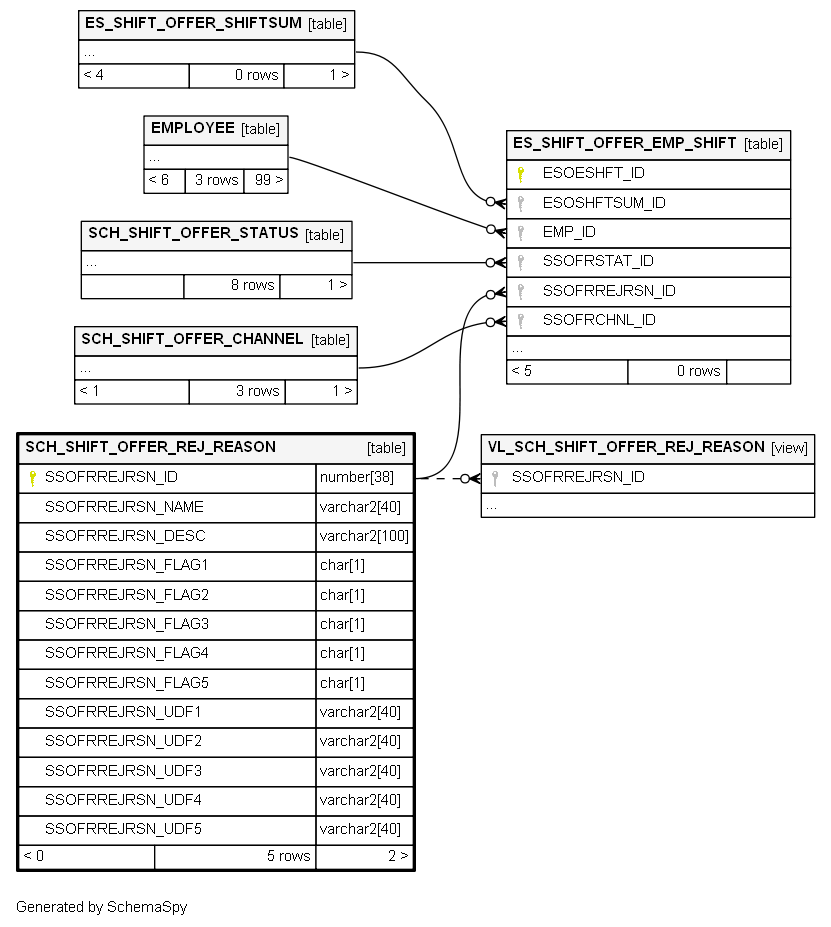 ES_SHIFT_OFFER_SHIFTSUM [table]
...
< 4 0 rows 1 >
EMPLOYEE [table]
...
< 6 3 rows 99 >
SCH_SHIFT_OFFER_STATUS [table]
...
8 rows 1 >
SCH_SHIFT_OFFER_CHANNEL [table]
...
< 1 3 rows 1 >
ES_SHIFT_OFFER_EMP_SHIFT [table]
ESOESHFT_ID
ESOSHFTSUM_ID
EMP_ID
SSOFRSTAT_ID
SSOFRREJRSN_ID
SSOFRCHNL_ID
...
< 5 0 rows
SCH_SHIFT_OFFER_REJ_REASON [table]
SSOFRREJRSN_ID number[38]
SSOFRREJRSN_NAME varchar2[40]
SSOFRREJRSN_DESC varchar2[100]
SSOFRREJRSN_FLAG1 char[1]
SSOFRREJRSN_FLAG2 char[1]
SSOFRREJRSN_FLAG3 char[1]
SSOFRREJRSN_FLAG4 char[1]
SSOFRREJRSN_FLAG5 char[1]
SSOFRREJRSN_UDF1 varchar2[40]
SSOFRREJRSN_UDF2 varchar2[40]
SSOFRREJRSN_UDF3 varchar2[40]
SSOFRREJRSN_UDF4 varchar2[40]
SSOFRREJRSN_UDF5 varchar2[40]
< 0 5 rows 2 >
VL_SCH_SHIFT_OFFER_REJ_REASON [view]
SSOFRREJRSN_ID
...
Generated by SchemaSpy